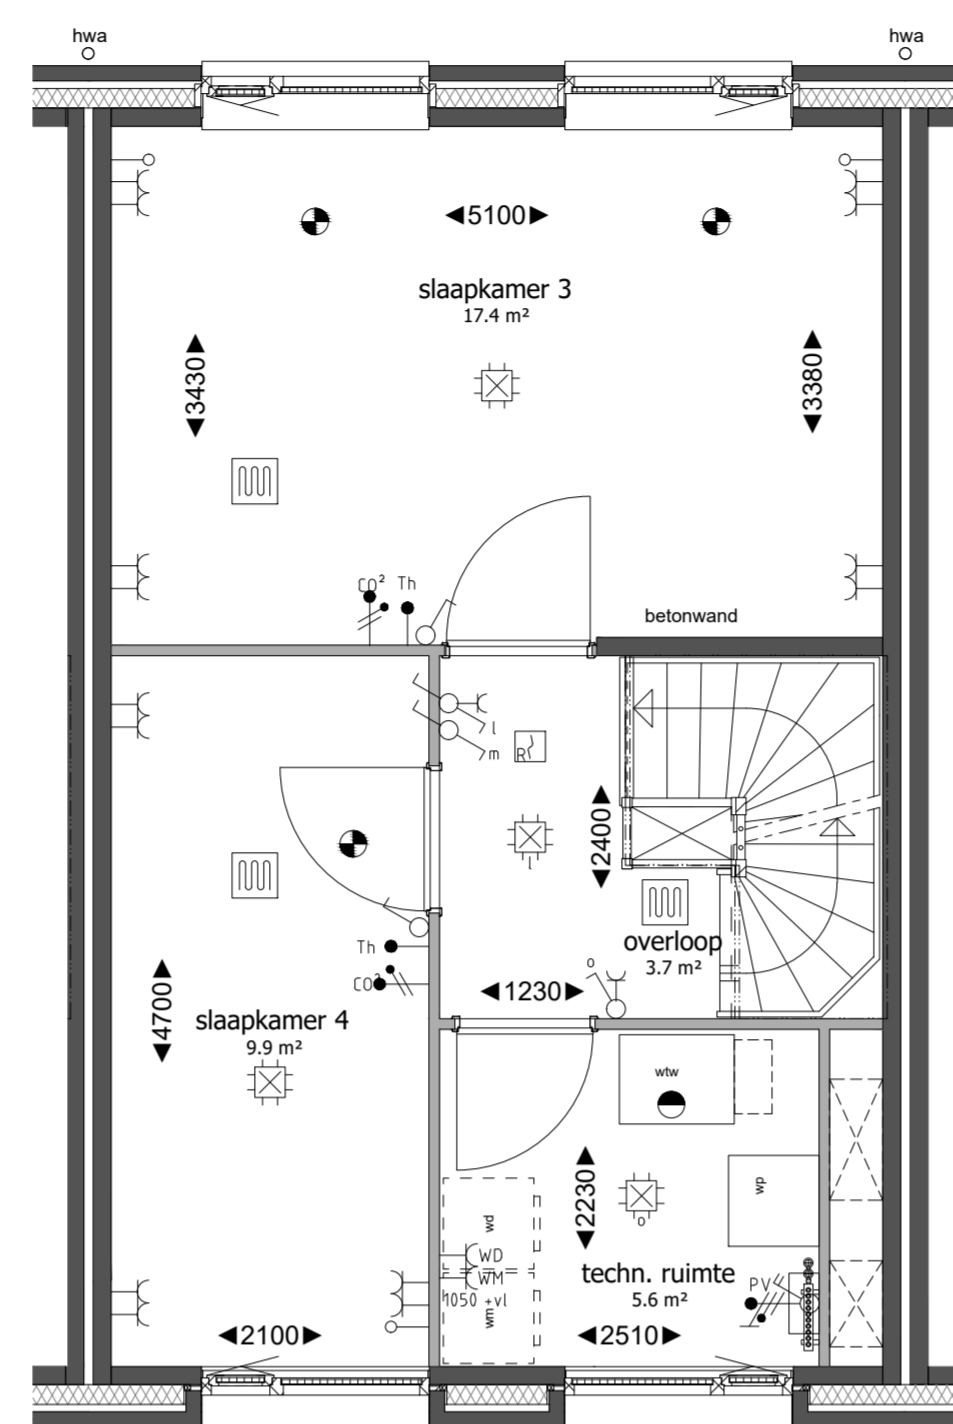 hwa
hwa
5100
slaapkamer 3
17.4 m²
3430
3380
CO²
Th
betonwand
l
m
R
2400
l
overloop
3.7 m²
Th
CO²
o
1230
4700
slaapkamer 4
9.9 m²
wtw
wp
2230
o
wd
WD
WM
1050 +vl
wm
techn. ruimte
5.6 m²
PV
2100
2510